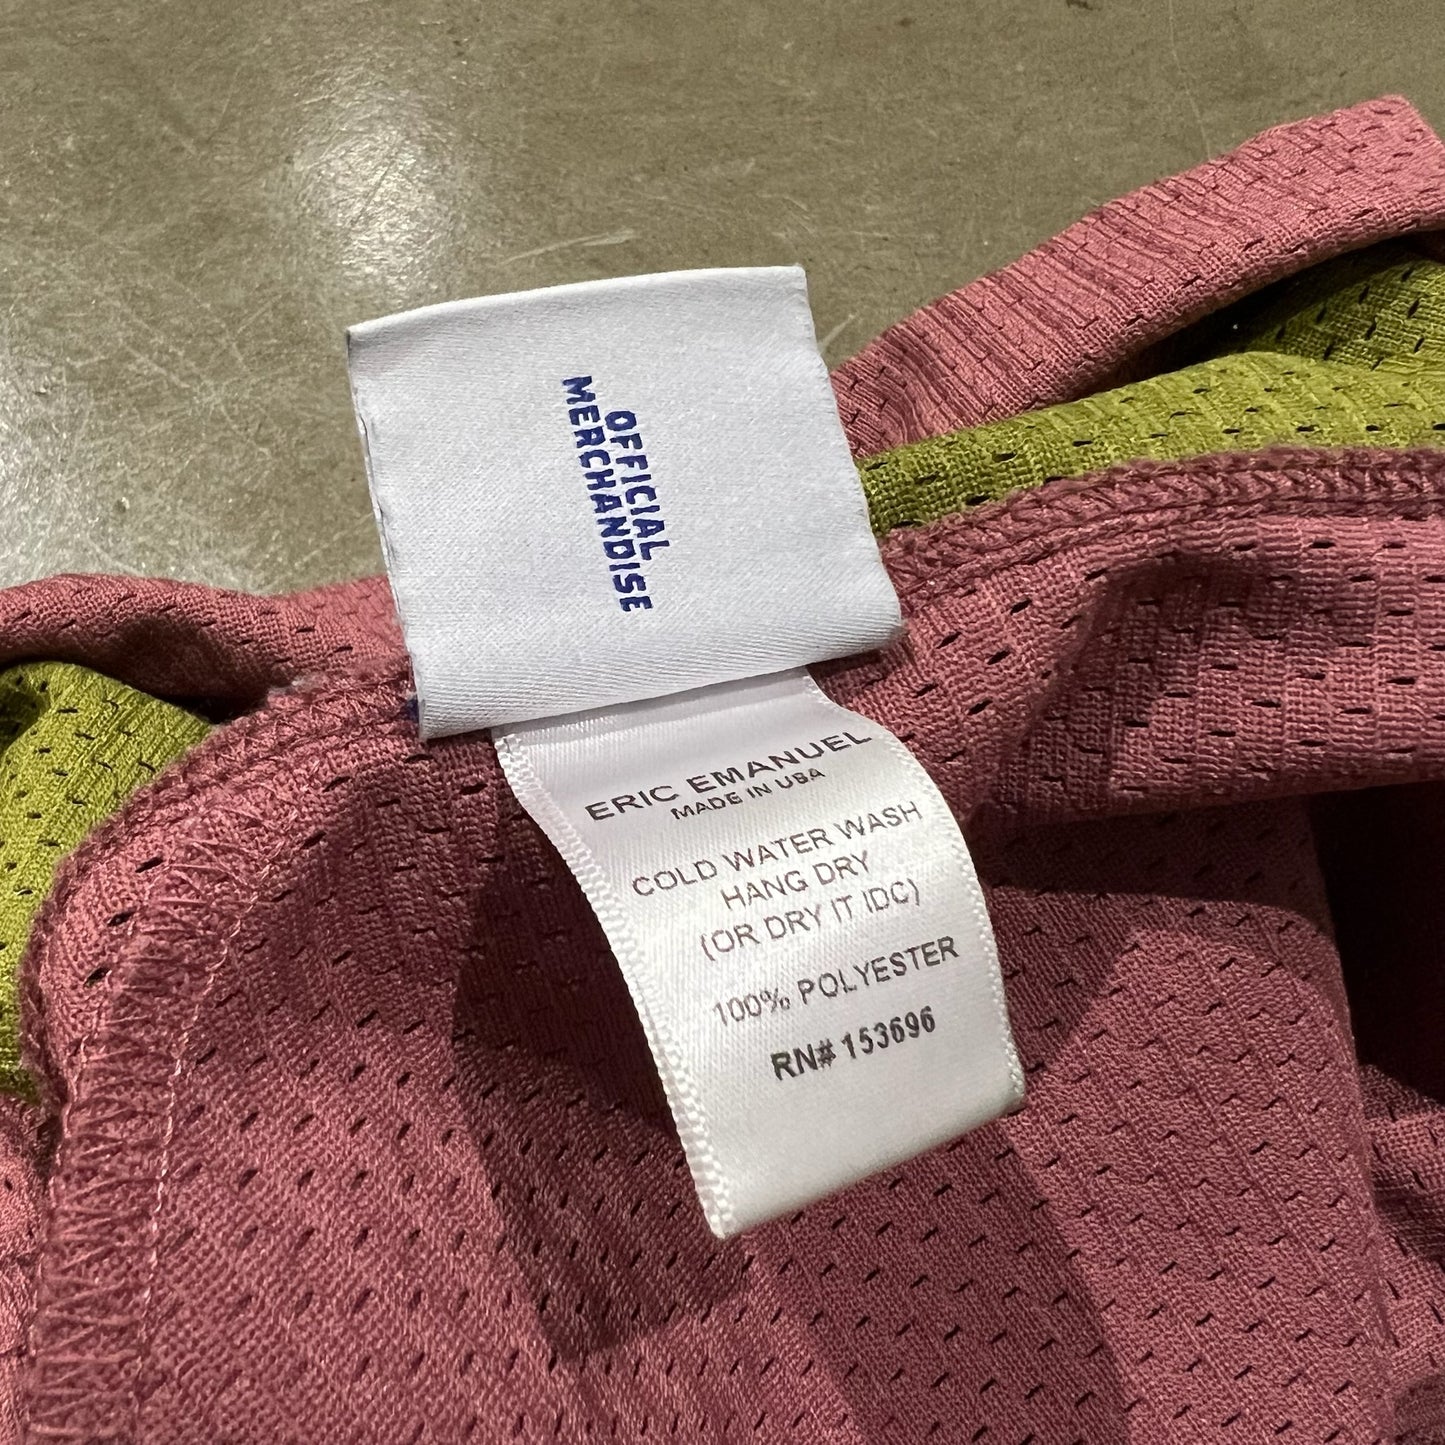 OFFICIAL
MERCHANDISE
ERIC EMANUEL
MADE IN USA
COLD WATER WASH
HANG DRY
(OR DRY IT IDC)
100% POLYESTER
RN# 153696